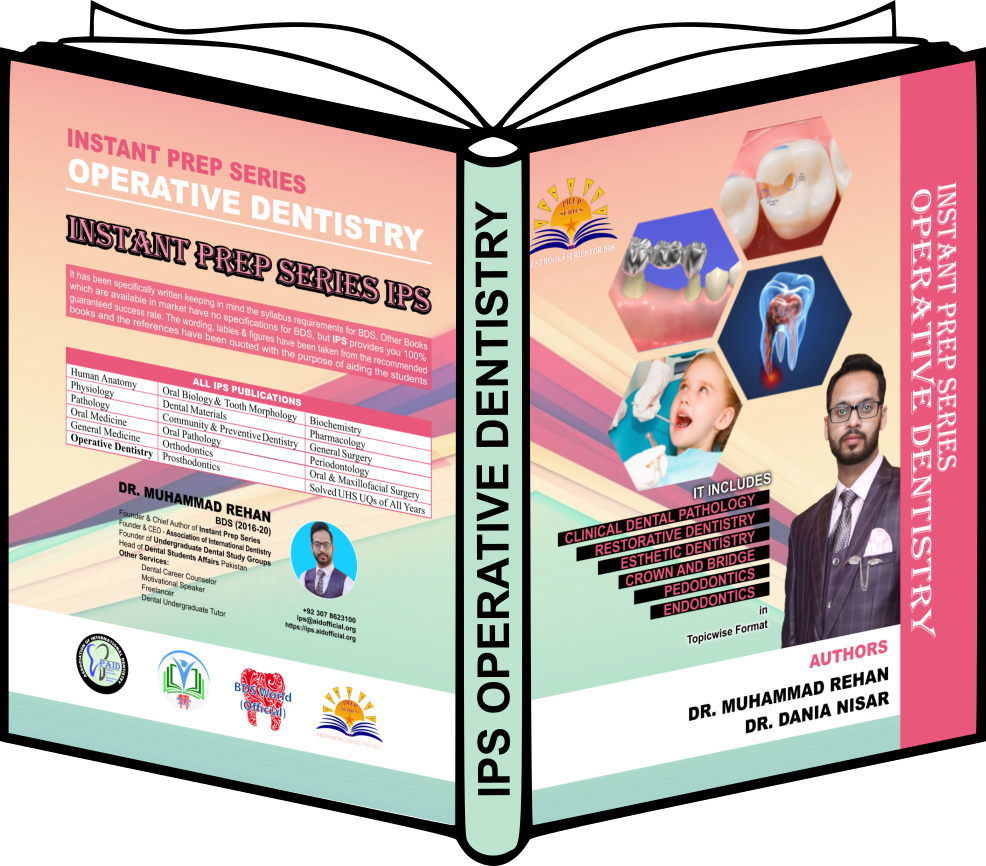 INSTANT PREP SERIES
OPERATIVE DENTISTRY
INSTANT PREP SERIES IPS
It has been specifically written keeping in mind the syllabus requirements for BDS. Other Books
which are available in market have no specifications for BDS, but IPS provides you 100%
guaranteed success rate. The wording, tables & figures have been taken from the recommended
books and the references have been quoted with the purpose of aiding the students
ALL IPS PUBLICATIONS
Human Anatomy
Physiology
Pathology
Oral Medicine
General Medicine
Operative Dentistry
Oral Biology & Tooth Morphology
Dental Materials
Community & Preventive Dentistry
Oral Pathology
Orthodontics
Prosthodontics
Biochemistry
Pharmacology
General Surgery
Periodontology
Oral & Maxillofacial Surgery
Solved UHS UQs of All Years
DR. MUHAMMAD REHAN
BDS (2016-20)
Founder & Chief Author of Instant Prep Series
Founder & CEO - Association of International Dentistry
Founder of Undergraduate Dental Study Groups
Head of Dental Students Affairs Pakistan
Other Services:
Dental Career Counselor
Motivational Speaker
Freelancer
Dental Undergraduate Tutor
+92 307 8623100
ips@aidofficial.org
https://ips.aidofficial.org
AID
BDS World
(Official)
PREP
SERIES
IPS OPERATIVE DENTISTRY
PREP
SERIES
ST BOOKS SERIES FOR BDS
IT INCLUDES
CLINICAL DENTAL PATHOLOGY
RESTORATIVE DENTISTRY
ESTHETIC DENTISTRY
CROWN AND BRIDGE
PEDODONTICS
ENDODONTICS
in
Topicwise Format
AUTHORS
DR. MUHAMMAD REHAN
DR. DANIA NISAR
INSTANT PREP SERIES
OPERATIVE DENTISTRY